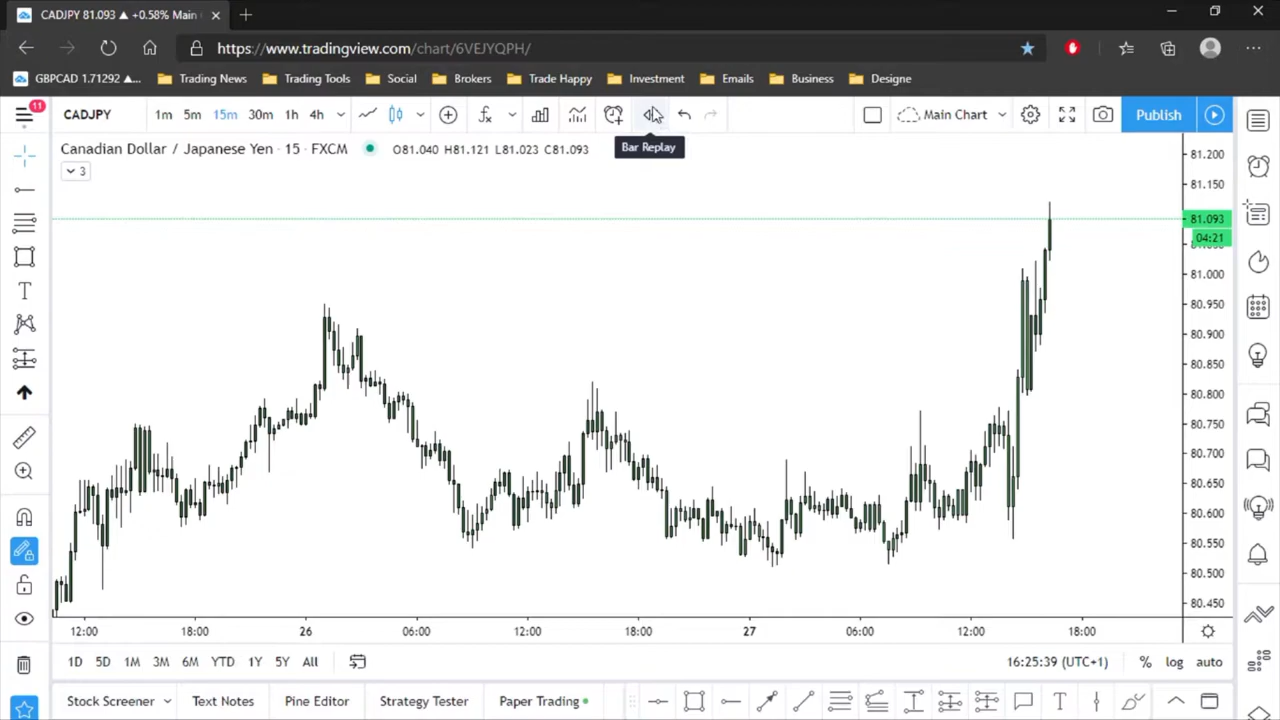 CADJPY 81.093 ▲ +0.58% Main
https://www.tradingview.com/chart/6VEJYQPH/
GBPCAD 1.71292 ▲... Trading News Trading Tools Social Brokers Trade Happy Investment Emails Business Designe
11
CADJPY 1m 5m 15m 30m 1h 4h Main Chart Publish
Bar Replay
Canadian Dollar / Japanese Yen · 15 · FXCM O81.040 H81.121 L81.023 C81.093
3
81.200
81.150
81.093
04:21
81.000
80.950
80.900
80.850
80.800
80.750
80.700
80.650
80.600
80.550
80.500
80.450
12:00 18:00 26 06:00 12:00 18:00 27 06:00 12:00 18:00
1D 5D 1M 3M 6M YTD 1Y 5Y All 16:25:39 (UTC+1) % log auto
Stock Screener Text Notes Pine Editor Strategy Tester Paper Trading